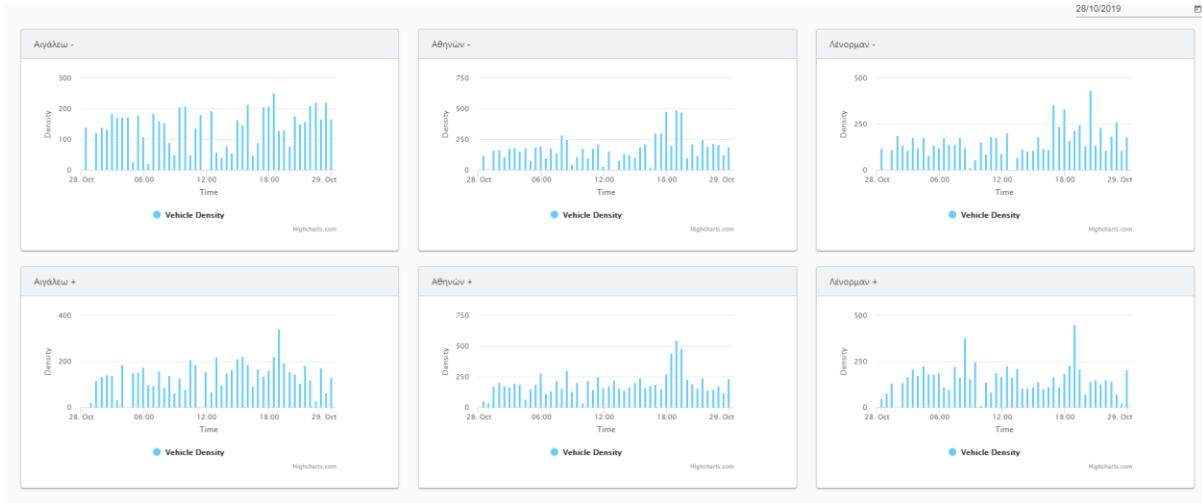 28/10/2019
Αιγάλεω -
300
200
100
0
Density
28. Oct 06:00 12:00 18:00 29. Oct
Time
Vehicle Density
Highcharts.com
Αθηνών -
750
500
250
0
Density
28. Oct 06:00 12:00 18:00 29. Oct
Time
Vehicle Density
Highcharts.com
Λένορμαν -
500
250
0
Density
28. Oct 06:00 12:00 18:00 29. Oct
Time
Vehicle Density
Highcharts.com
Αιγάλεω +
400
200
0
Density
28. Oct 06:00 12:00 18:00 29. Oct
Time
Vehicle Density
Highcharts.com
Αθηνών +
750
500
250
0
Density
28. Oct 06:00 12:00 18:00 29. Oct
Time
Vehicle Density
Highcharts.com
Λένορμαν +
500
250
0
Density
28. Oct 06:00 12:00 18:00 29. Oct
Time
Vehicle Density
Highcharts.com